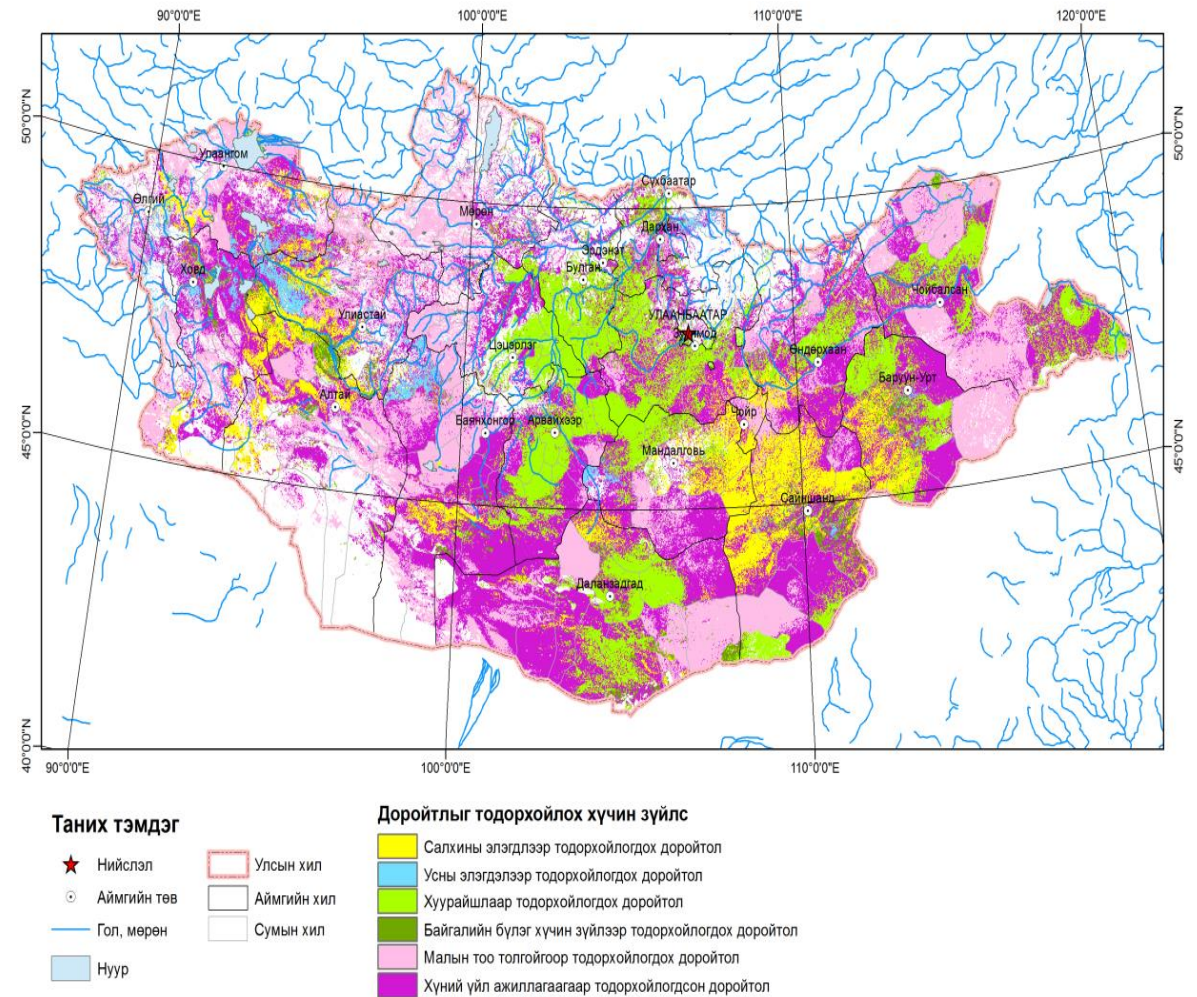 90°0'0"E 100°0'0"E 110°0'0"E 120°0'0"E
50°0'0"N 50°0'0"N
Улаангом
Сүхбаатар
Өлгий
Мөрөн
Дархан
Эрдэнэт
Ховд
Булган
Чойбалсан
Улиастай
УЛААНБААТАР
Зуунмод
Цэцэрлэг
Өндөрхаан
Баруун-Урт
Алтай
Баянхонгор Арвайхээр
Чойр
45°0'0"N 45°0'0"N
Мандалговь
Сайншанд
Даланзадгад
40°0'0"N
90°0'0"E 100°0'0"E 110°0'0"E
Таних тэмдэг
Нийслэл
Аймгийн төв
Гол, мөрөн
Нуур
Улсын хил
Аймгийн хил
Сумын хил
Доройтлыг тодорхойлох хүчин зүйлс
Салхины элэгдлээр тодорхойлогдох доройтол
Усны элэгдэлээр тодорхойлогдох доройтол
Хуурайшлаар тодорхойлогдох доройтол
Байгалийн бүлэг хүчин зүйлээр тодорхойлогдох доройтол
Малын тоо толгойгоор тодорхойлогдох доройтол
Хүний үйл ажиллагаагаар тодорхойлогдсон доройтол